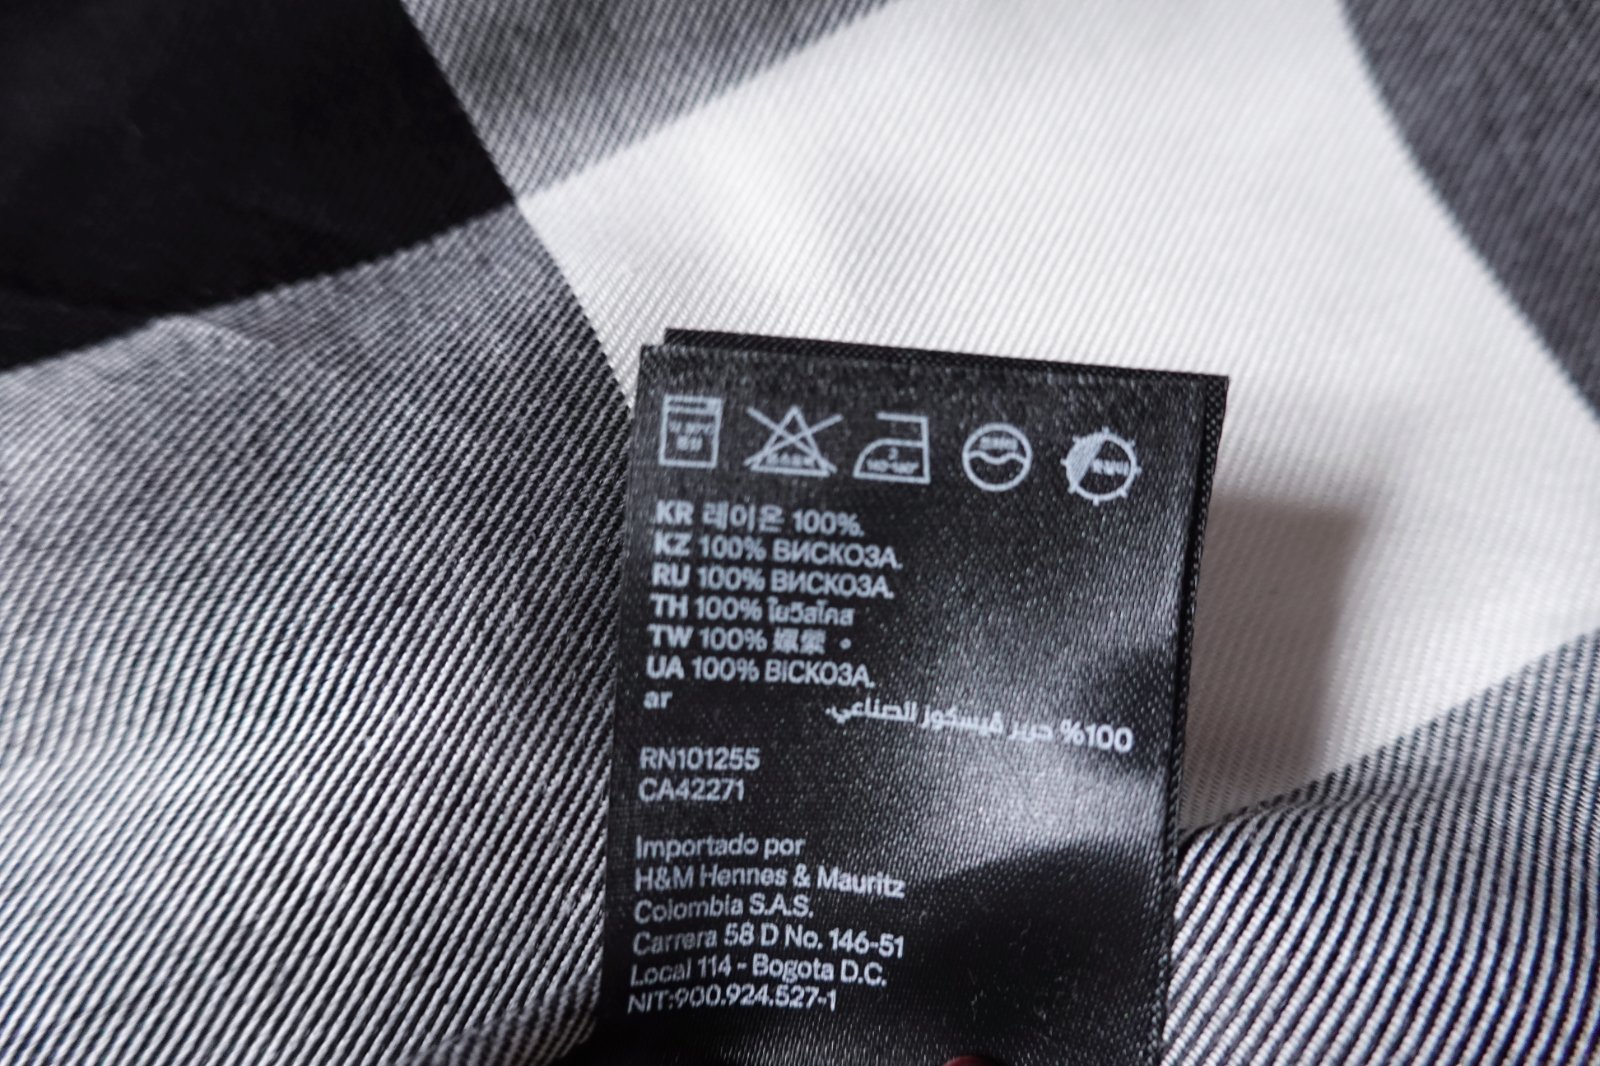 KR 레이온 100%.
KZ 100% ВИСКОЗА.
RU 100% ВИСКОЗА.
TH 100% ใยวิสโคส
TW 100% 嫘縈。
UA 100% ВІСКОЗА.
ar
100% حرير فيسكوز الصناعي.
RN101255
CA42271
Importado por
H&M Hennes & Mauritz
Colombia S.A.S.
Carrera 58 D No. 146-51
Local 114 - Bogota D.C.
NIT:900.924.527-1